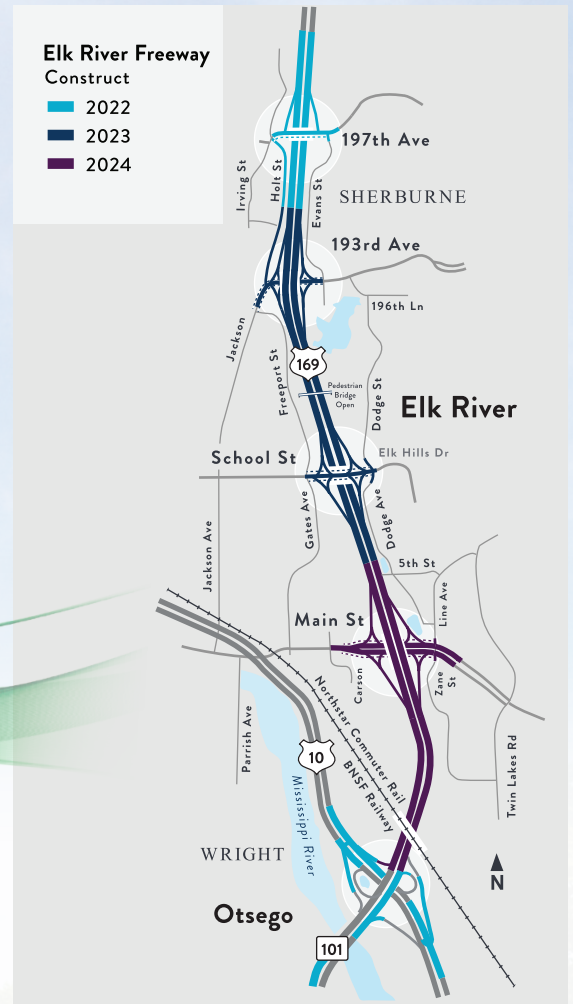 Elk River Freeway
Construct
2022
2023
2024
197th Ave
Irving St
Holt St
Evans St
SHERBURNE
193rd Ave
196th Ln
Jackson
Freeport St
169
Pedestrian
Bridge
Open
Dodge St
Elk River
School St
Elk Hills Dr
Gates Ave
Dodge Ave
Jackson Ave
5th St
Line Ave
Main St
Carson
Zane
St
Northstar Commuter Rail
BNSF Railway
Parrish Ave
10
Twin Lakes Rd
Mississippi River
WRIGHT
N
Otsego
101